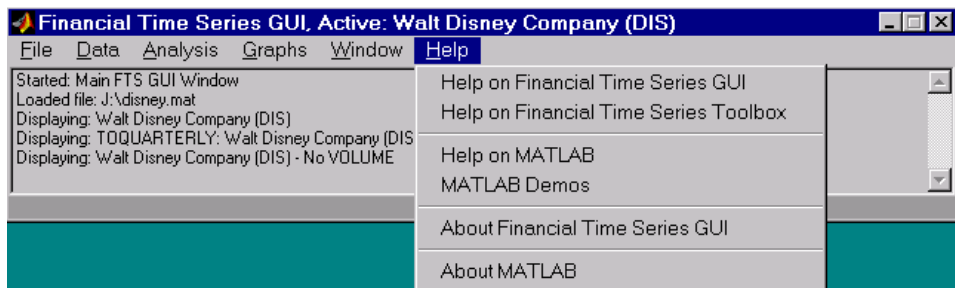 Financial Time Series GUI, Active: Walt Disney Company (DIS)
File Data Analysis Graphs Window Help
Started: Main FTS GUI Window
Loaded file: J:\disney.mat
Displaying: Walt Disney Company (DIS)
Displaying: TOQUARTERLY: Walt Disney Company (DIS
Displaying: Walt Disney Company (DIS) - No VOLUME
Help on Financial Time Series GUI
Help on Financial Time Series Toolbox
Help on MATLAB
MATLAB Demos
About Financial Time Series GUI
About MATLAB